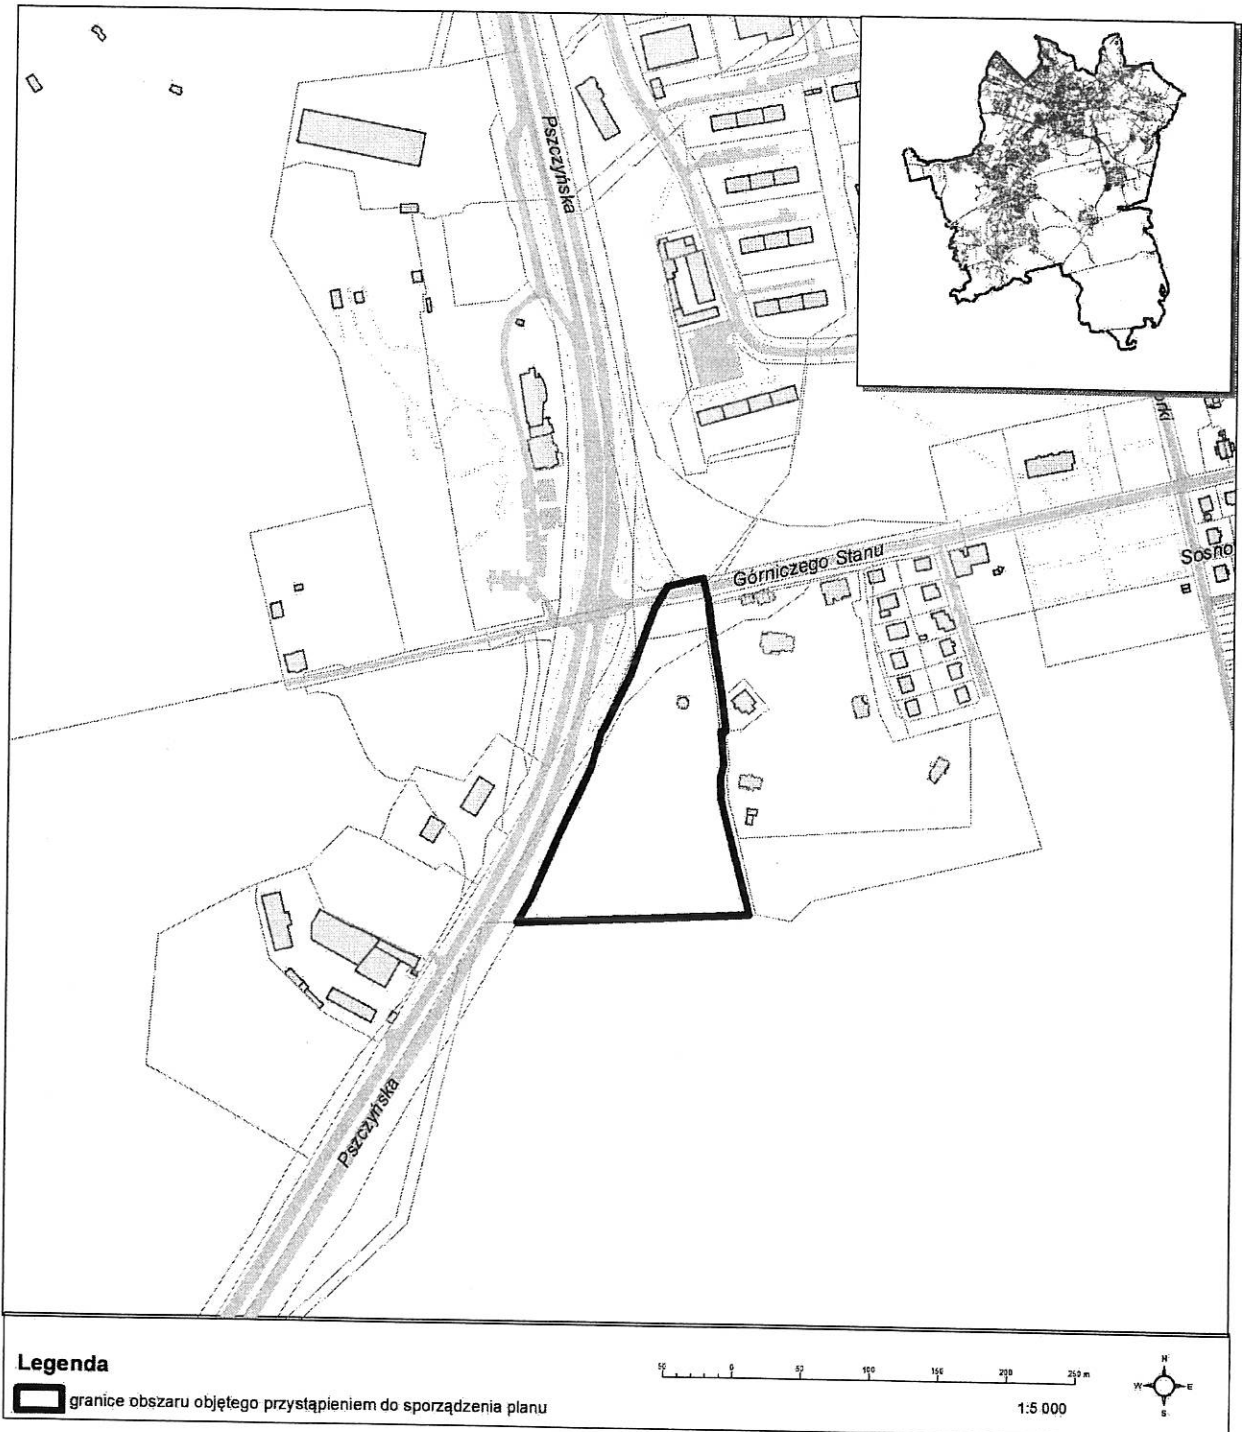 Pszczyńska
Górniczego Stanu
Sosno
Pszczyńska
Legenda
granice obszaru objętego przystąpieniem do sporządzenia planu
50 0 50 100 150 200 250 m
1:5 000
N
W E
S